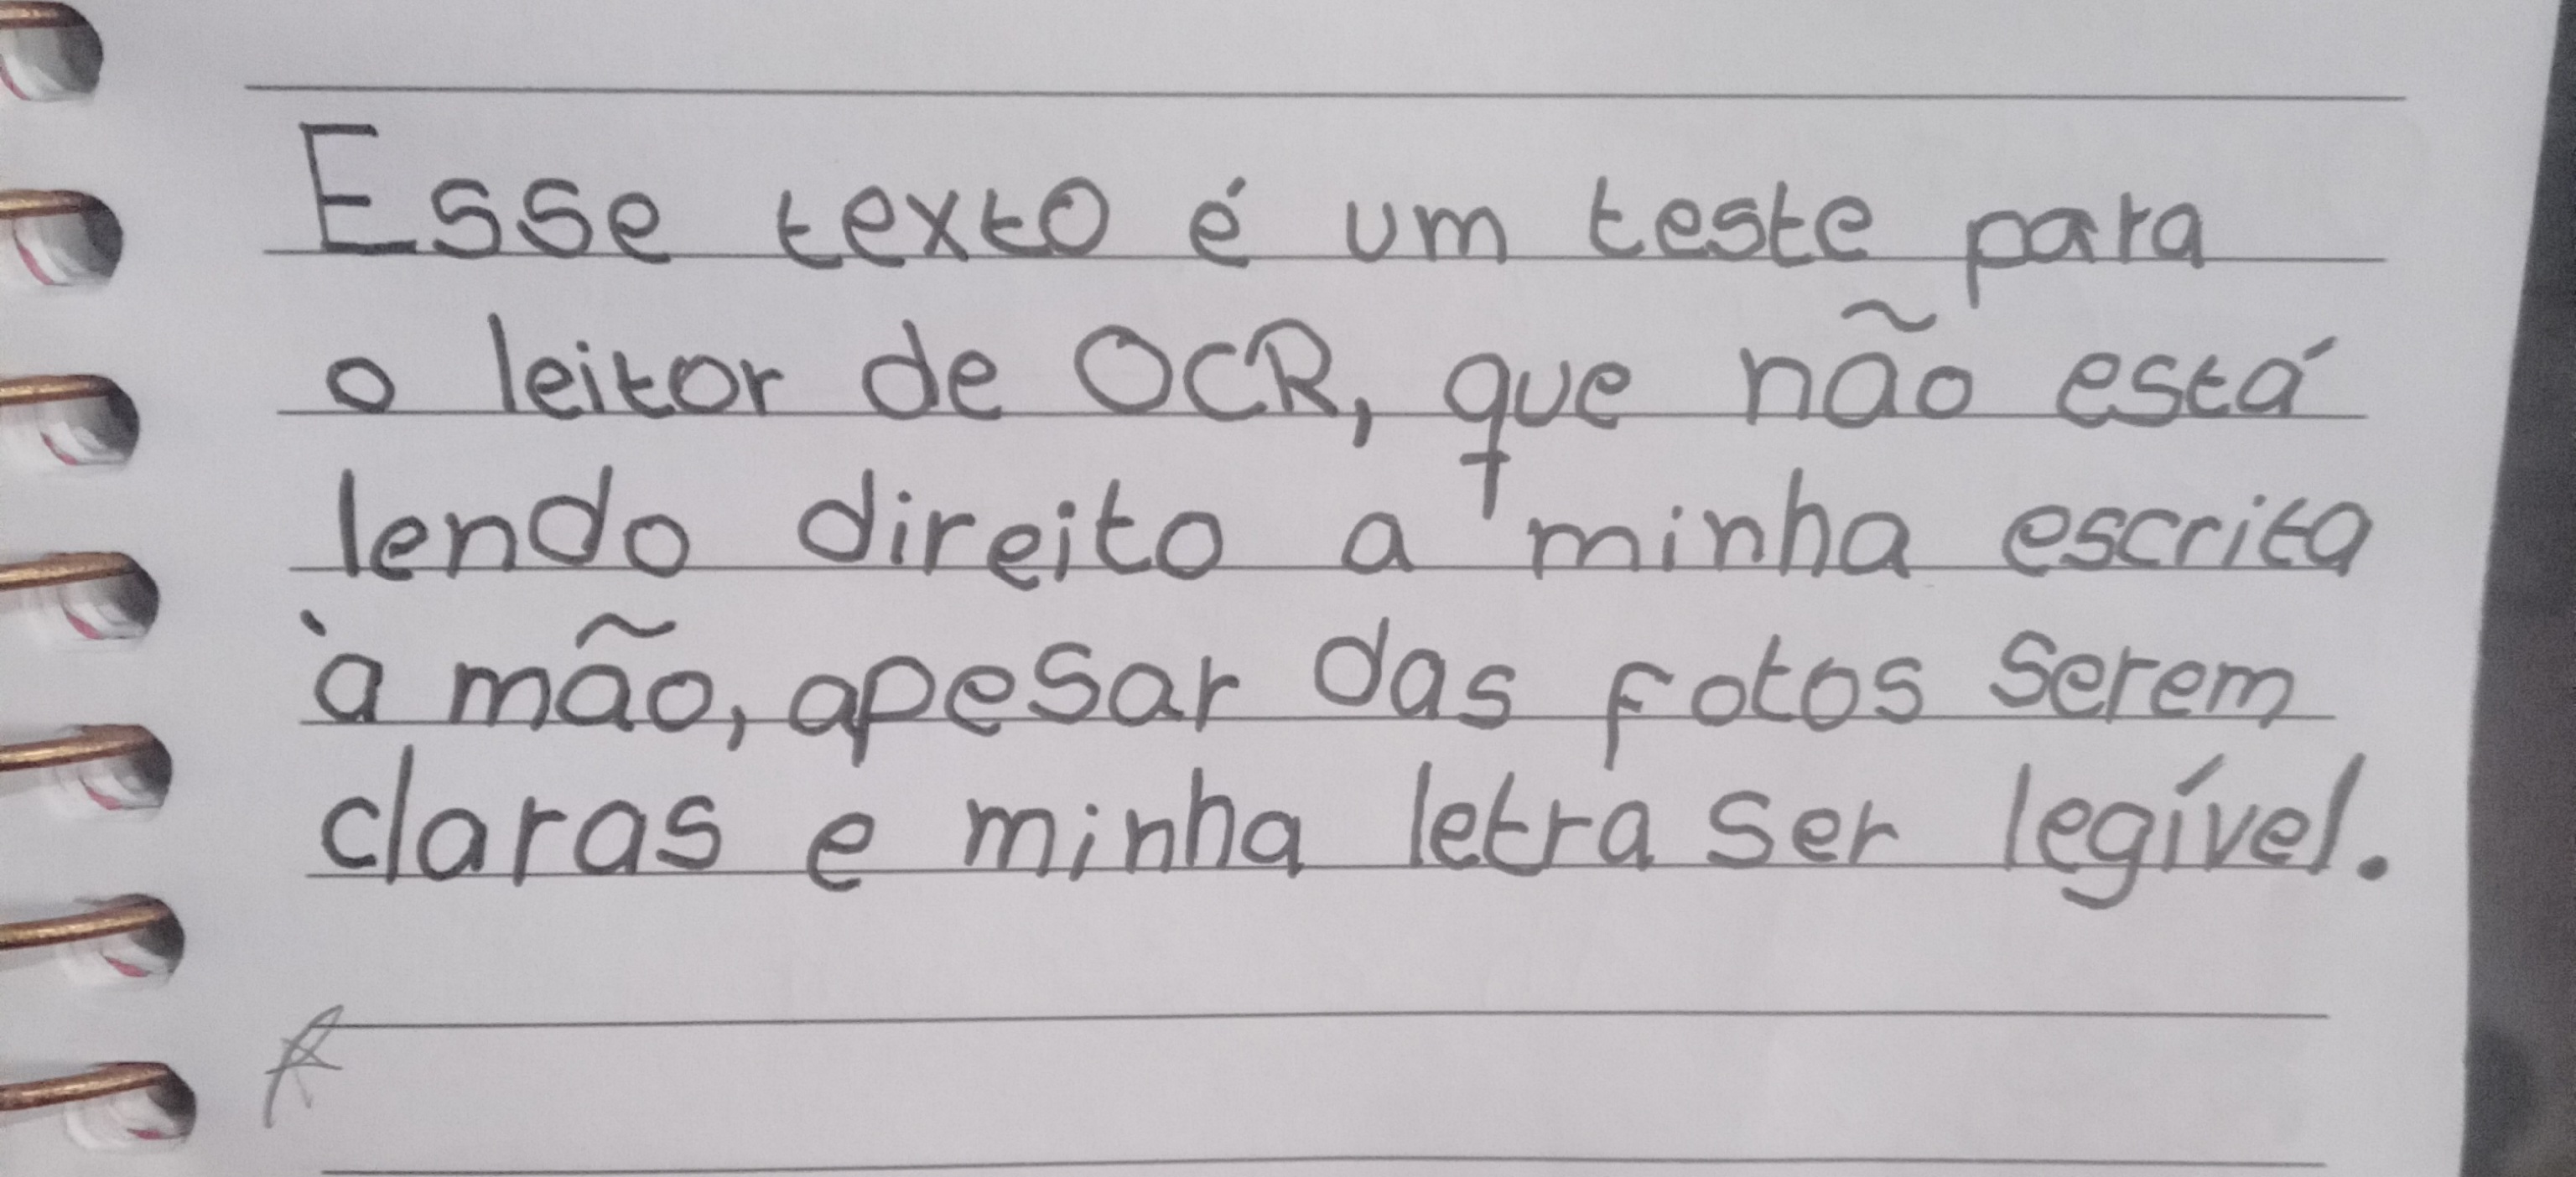 Esse texto é um teste para
o leitor de OCR, que não está
lendo direito a minha escrita
à mão, apesar das fotos serem
claras e minha letra ser legível.